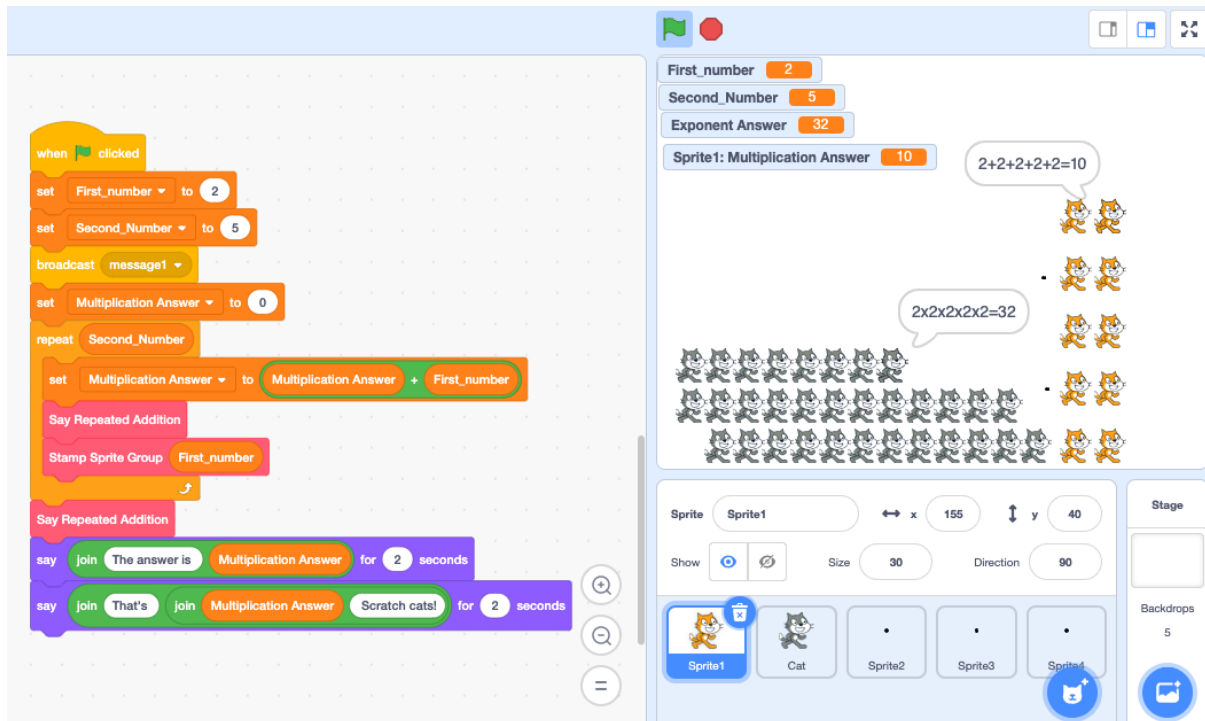 when clicked
set First_number to 2
set Second_Number to 5
broadcast message1
set Multiplication Answer to 0
repeat Second_Number
set Multiplication Answer to Multiplication Answer + First_number
Say Repeated Addition
Stamp Sprite Group First_number
Say Repeated Addition
say join The answer is Multiplication Answer for 2 seconds
say join That's join Multiplication Answer Scratch cats! for 2 seconds
First_number 2
Second_Number 5
Exponent Answer 32
Sprite1: Multiplication Answer 10
2+2+2+2+2=10
2x2x2x2x2=32
Sprite Sprite1 x 155 y 40
Show Size 30 Direction 90
Sprite1 Cat Sprite2 Sprite3 Sprite4
Stage
Backdrops
5